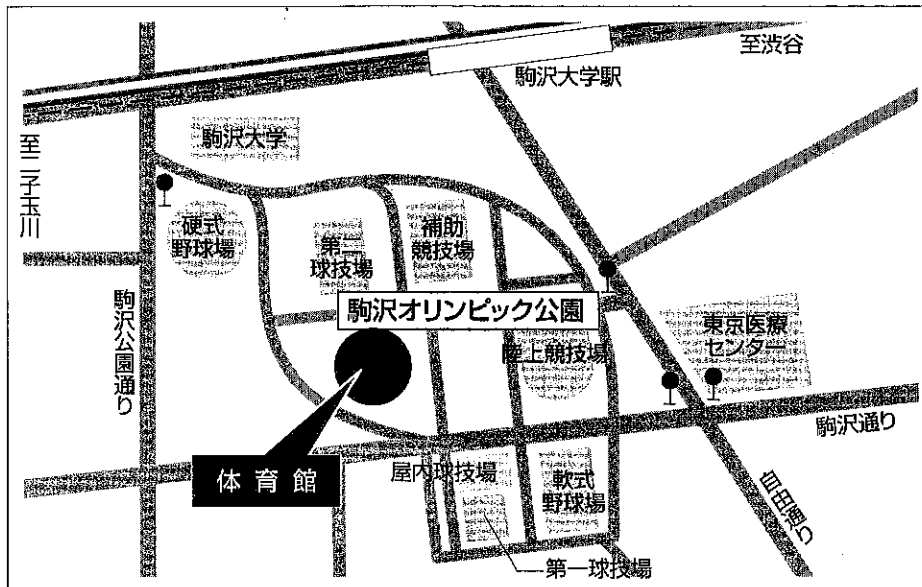 至渋谷
駒沢大学駅
駒沢大学
至二子玉川
硬式
野球場
第二
球技場
補助
競技場
駒沢オリンピック公園
陸上競技場
東京医療
センター
駒沢公園通り
駒沢通り
体育館
屋内球技場
軟式
野球場
自由通り
第一球技場